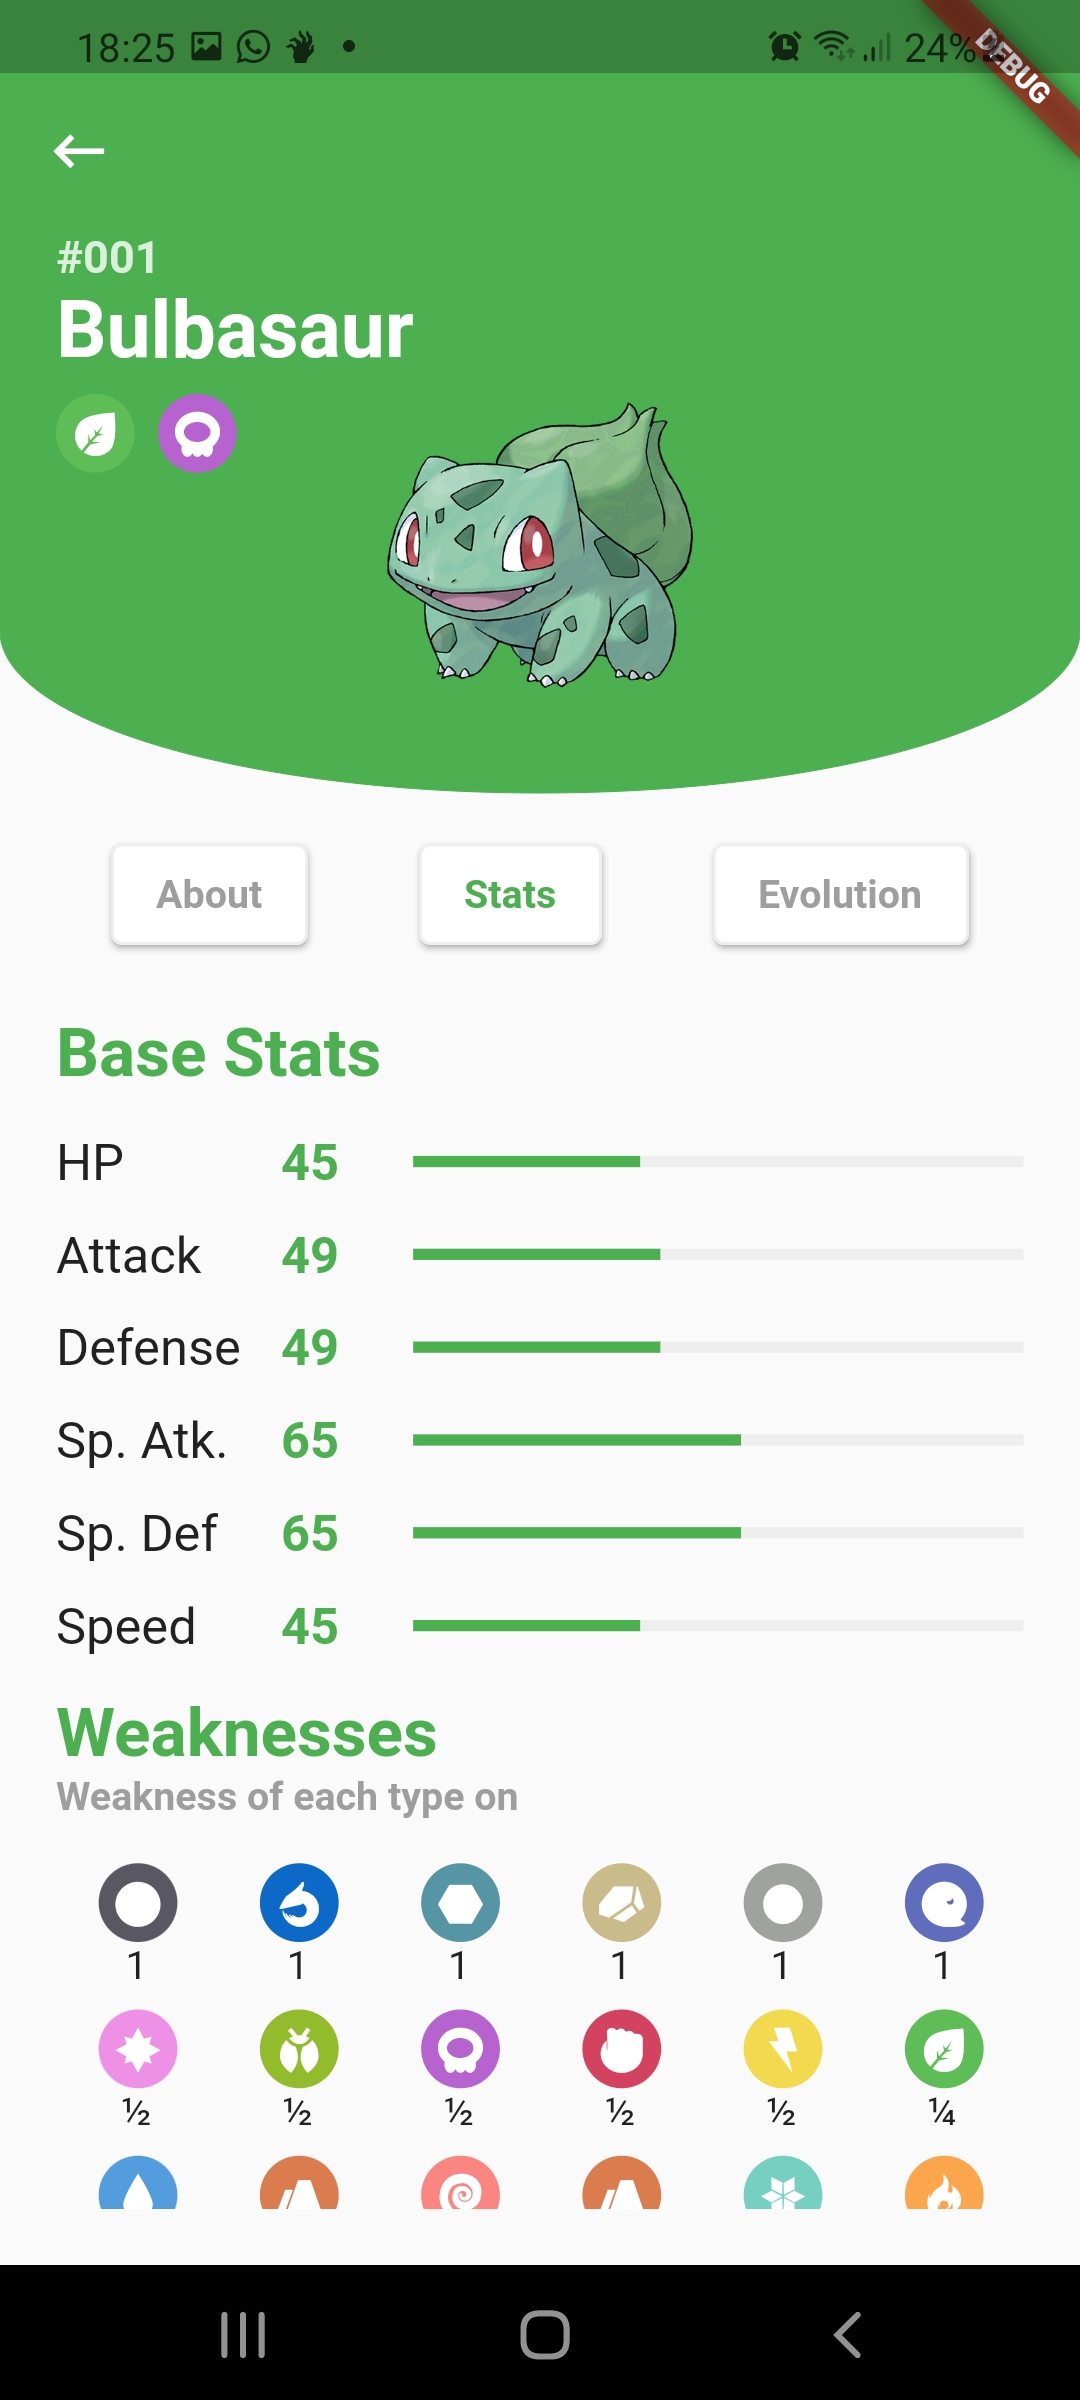 18:25 24%
DEBUG
#001
Bulbasaur
About Stats Evolution
Base Stats
HP 45
Attack 49
Defense 49
Sp. Atk. 65
Sp. Def 65
Speed 45
Weaknesses
Weakness of each type on
1 1 1 1 1 1
½ ½ ½ ½ ½ ¼